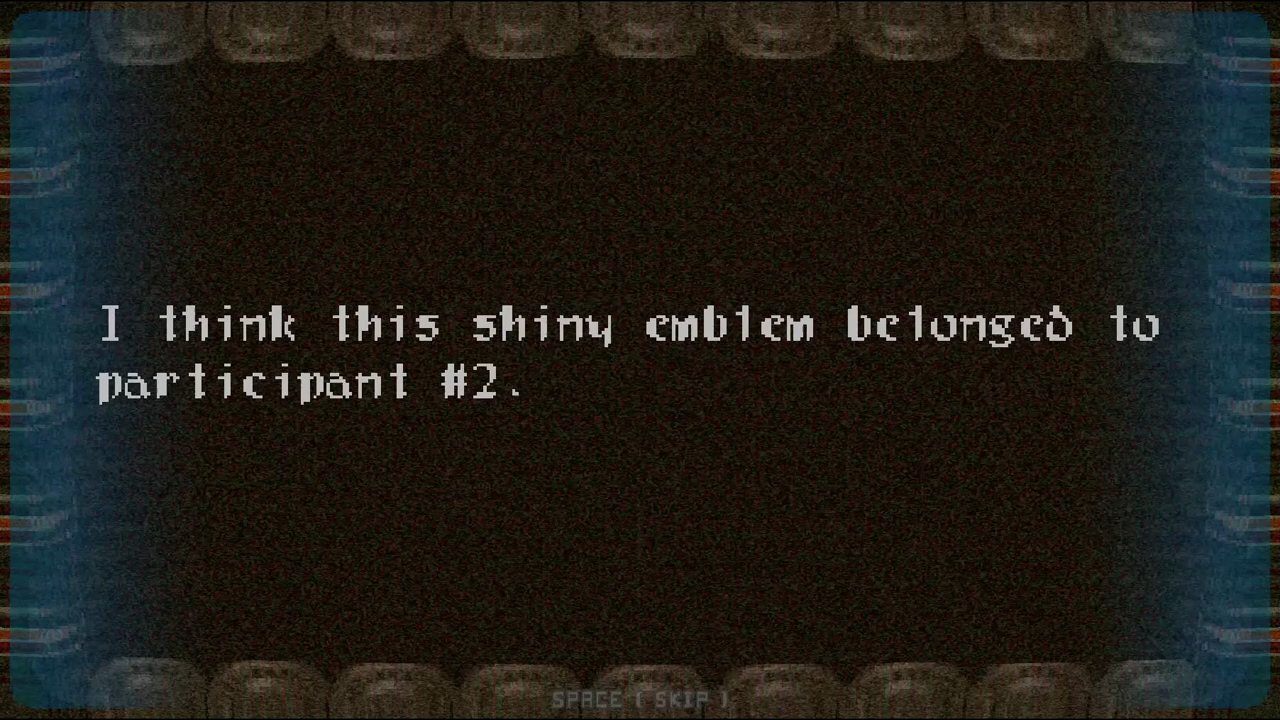 I think this shiny emblem belonged to
participant #2.
SPACE ( SKIP )